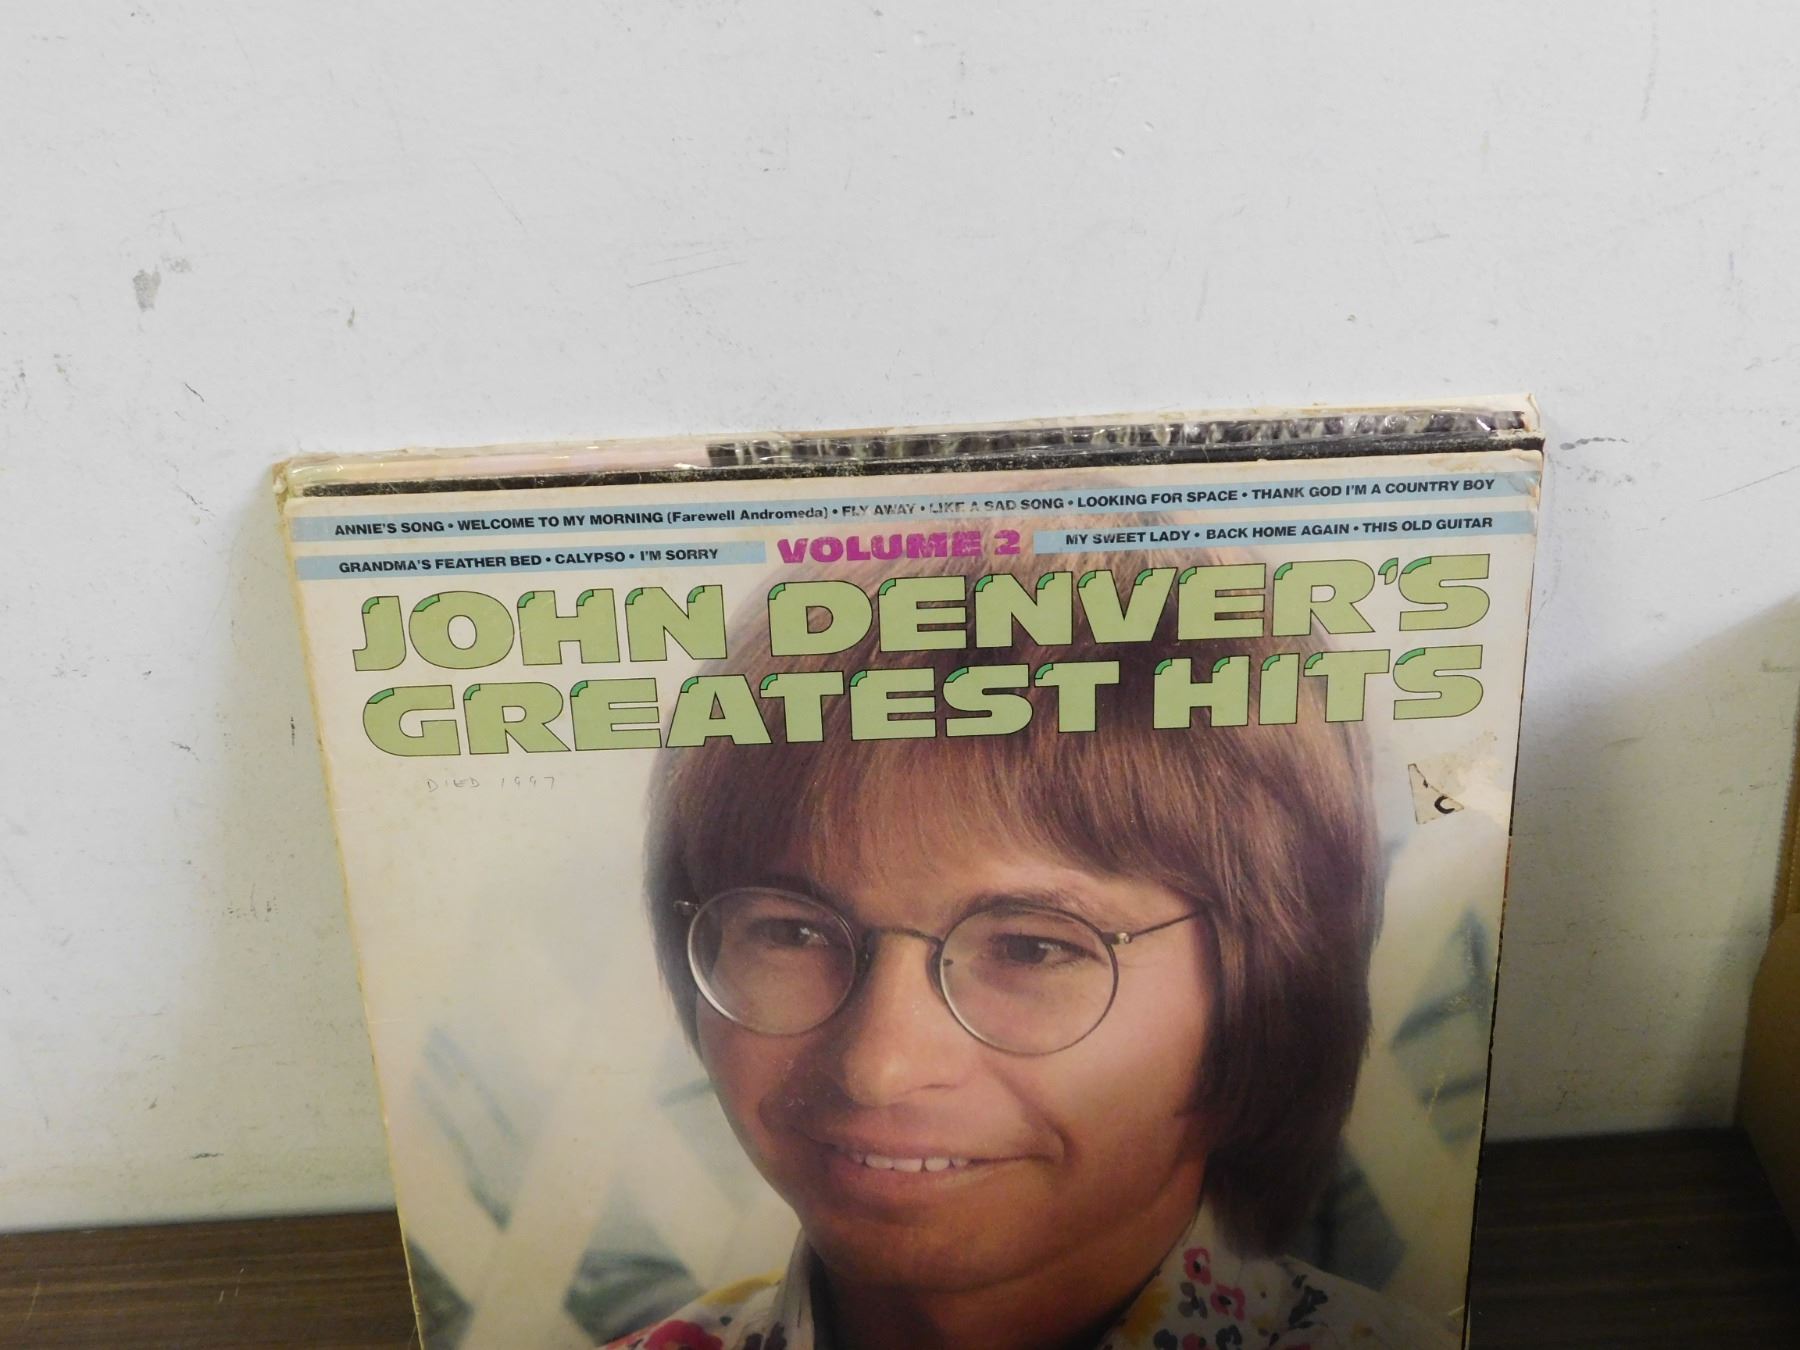 ANNIE'S SONG • WELCOME TO MY MORNING (Farewell Andromeda) • FLY AWAY • LIKE A SAD SONG • LOOKING FOR SPACE • THANK GOD I'M A COUNTRY BOY
GRANDMA'S FEATHER BED • CALYPSO • I'M SORRY
VOLUME 2
MY SWEET LADY • BACK HOME AGAIN • THIS OLD GUITAR
JOHN DENVER'S
GREATEST HITS
DIED 1997